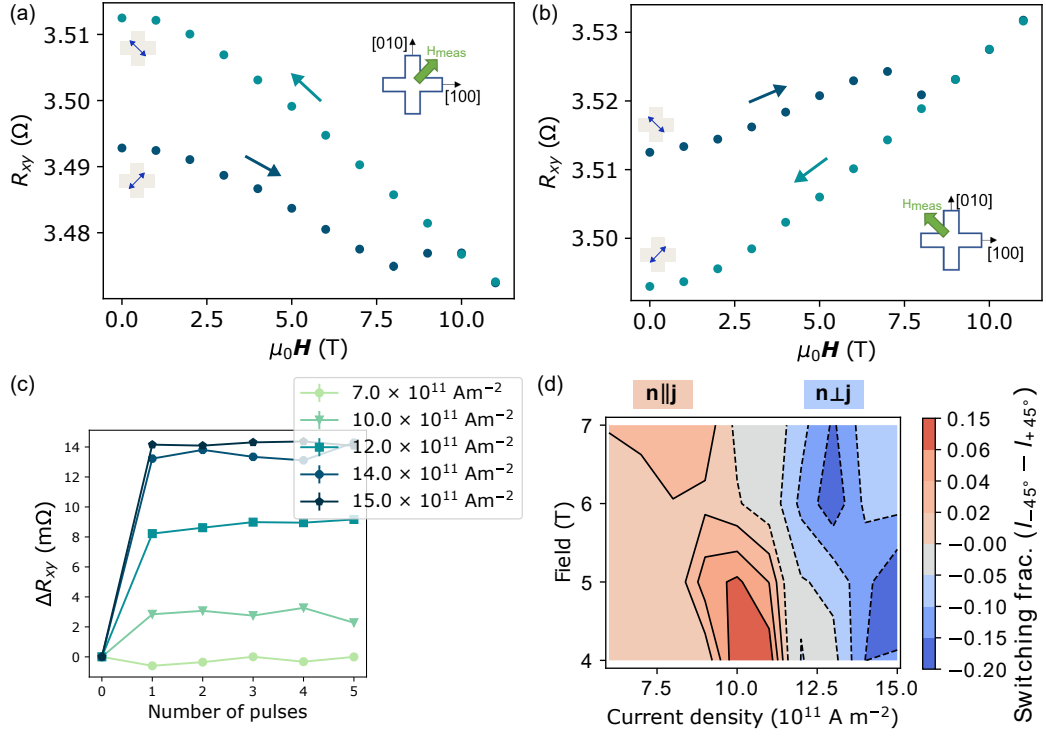 (a)
3.51
3.50
3.49
3.48
R_xy (Ω)
0.0 2.5 5.0 7.5 10.0
μ₀H (T)
[010]
H_meas
[100]
(b)
3.53
3.52
3.51
3.50
R_xy (Ω)
0.0 2.5 5.0 7.5 10.0
μ₀H (T)
H_meas
[010]
[100]
(c)
7.0 × 10¹¹ Am⁻²
10.0 × 10¹¹ Am⁻²
12.0 × 10¹¹ Am⁻²
14.0 × 10¹¹ Am⁻²
15.0 × 10¹¹ Am⁻²
14
12
10
8
6
4
2
0
ΔR_xy (mΩ)
0 1 2 3 4 5
Number of pulses
(d)
n∥j
n⊥j
7
6
5
4
Field (T)
7.5 10.0 12.5 15.0
Current density (10¹¹ A m⁻²)
0.15
0.06
0.04
0.02
−0.00
−0.05
−0.10
−0.15
−0.20
Switching frac. (I₋₄₅° − I₊₄₅°)